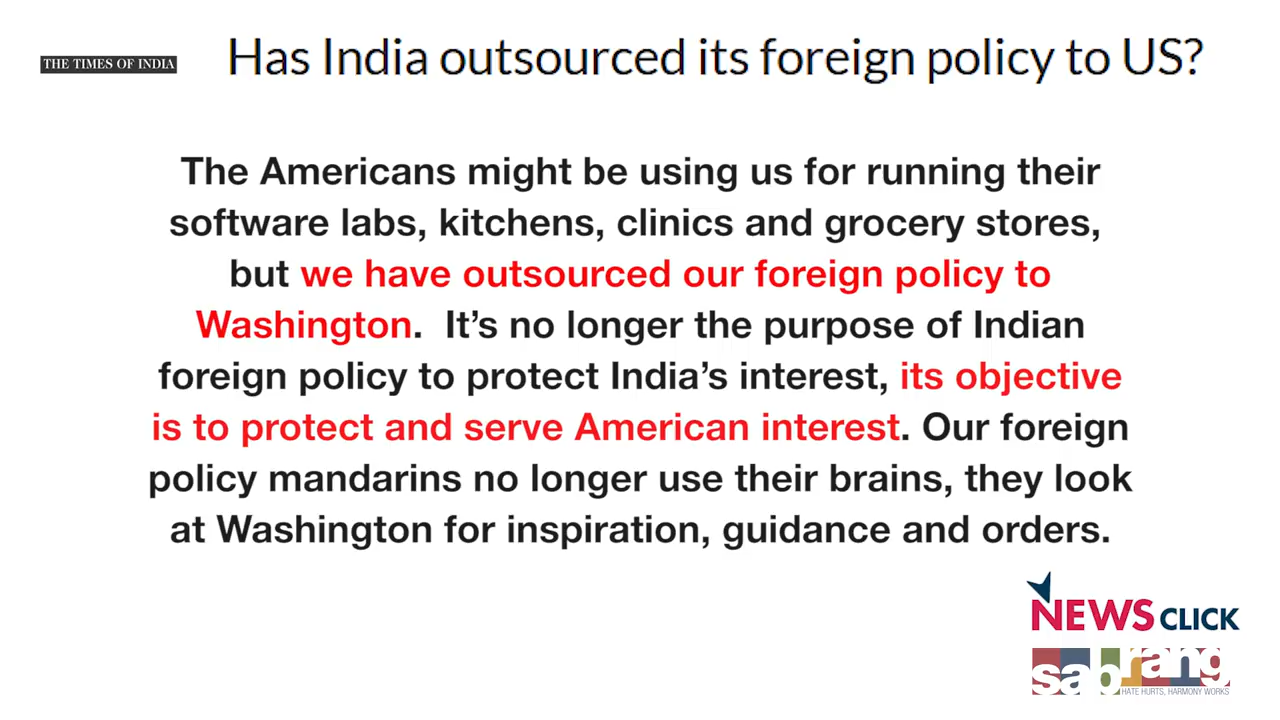 THE TIMES OF INDIA
Has India outsourced its foreign policy to US?
The Americans might be using us for running their
software labs, kitchens, clinics and grocery stores,
but we have outsourced our foreign policy to
Washington.  It’s no longer the purpose of Indian
foreign policy to protect India’s interest, its objective
is to protect and serve American interest. Our foreign
policy mandarins no longer use their brains, they look
at Washington for inspiration, guidance and orders.
NEWSCLICK
sabrang
HATE HURTS, HARMONY WORKS